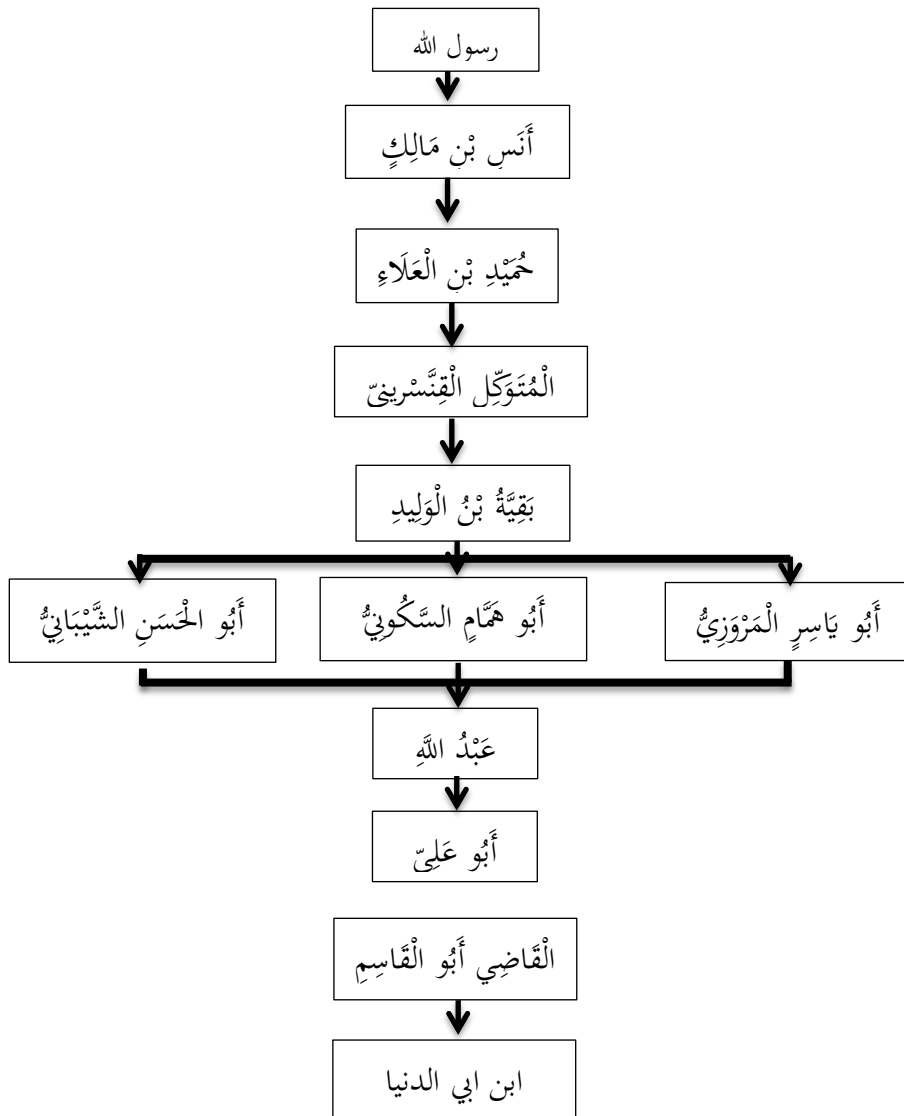 رسول الله
أَنَسِ بْنِ مَالِكٍ
حُمَيْدِ بْنِ الْعَلَاءِ
الْمُتَوَكِّلِ الْقِنَّسْرِينِيّ
بَقِيَّةُ بْنُ الْوَلِيدِ
أَبُو يَاسِرٍ الْمَرْوَزِيُّ
أَبُو هَمَّامٍ السَّكُونِيُّ
أَبُو الْحَسَنِ الشَّيْبَانِيُّ
عَبْدُ اللَّهِ
أَبُو عَلِيّ
الْقَاضِي أَبُو الْقَاسِمِ
ابن ابي الدنيا